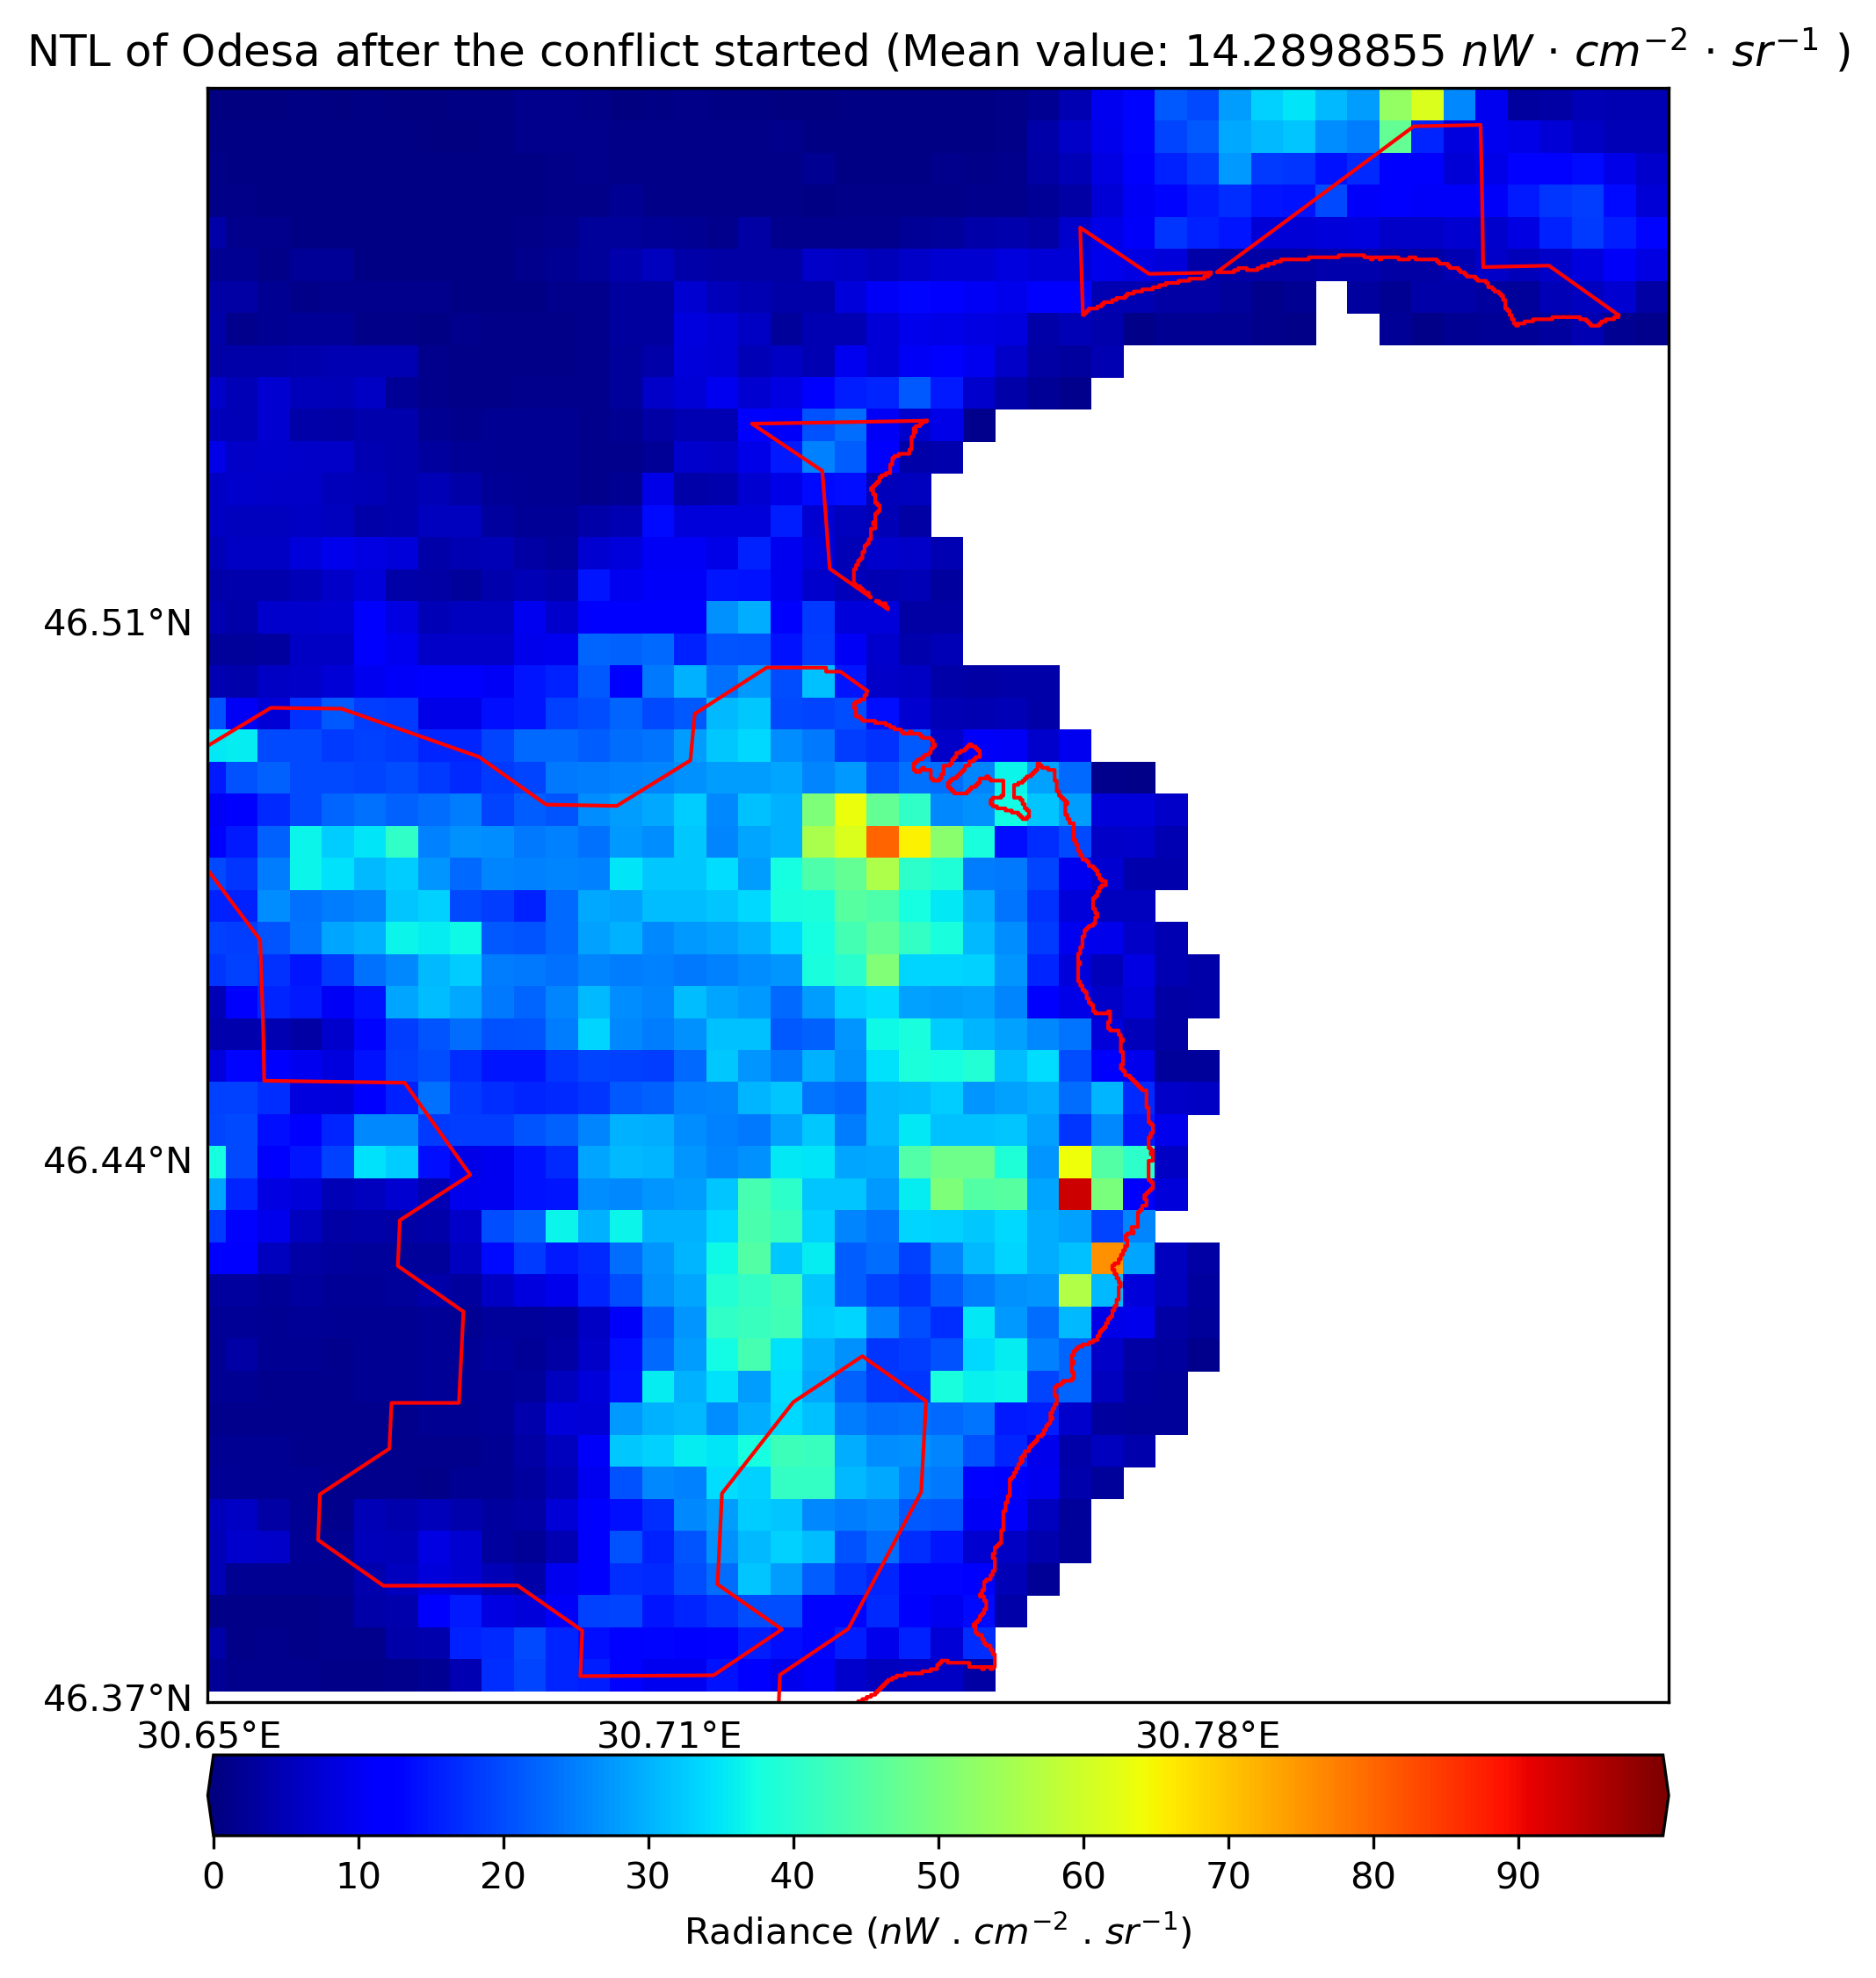 NTL of Odesa after the conflict started (Mean value: 14.2898855 nW · cm⁻² · sr⁻¹ )
46.51°N
46.44°N
46.37°N
30.65°E 30.71°E 30.78°E
0 10 20 30 40 50 60 70 80 90
Radiance (nW . cm⁻² . sr⁻¹)